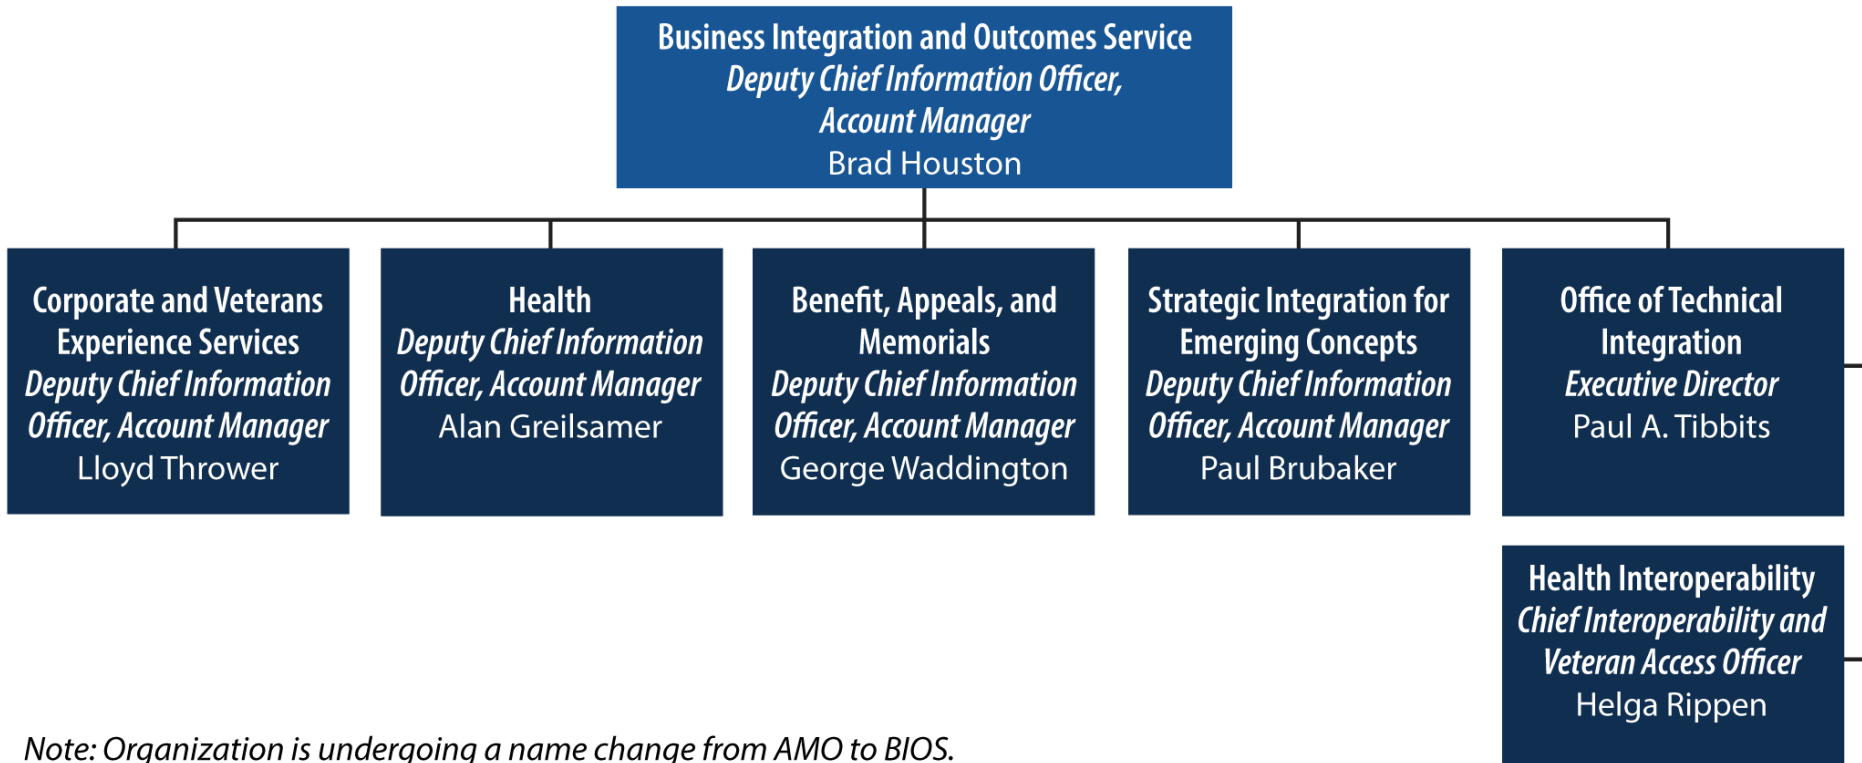 Business Integration and Outcomes Service
Deputy Chief Information Officer,
Account Manager
Brad Houston
Corporate and Veterans
Experience Services
Deputy Chief Information
Officer, Account Manager
Lloyd Thrower
Health
Deputy Chief Information
Officer, Account Manager
Alan Greilsamer
Benefit, Appeals, and
Memorials
Deputy Chief Information
Officer, Account Manager
George Waddington
Strategic Integration for
Emerging Concepts
Deputy Chief Information
Officer, Account Manager
Paul Brubaker
Office of Technical
Integration
Executive Director
Paul A. Tibbits
Health Interoperability
Chief Interoperability and
Veteran Access Officer
Helga Rippen
Note: Organization is undergoing a name change from AMO to BIOS.